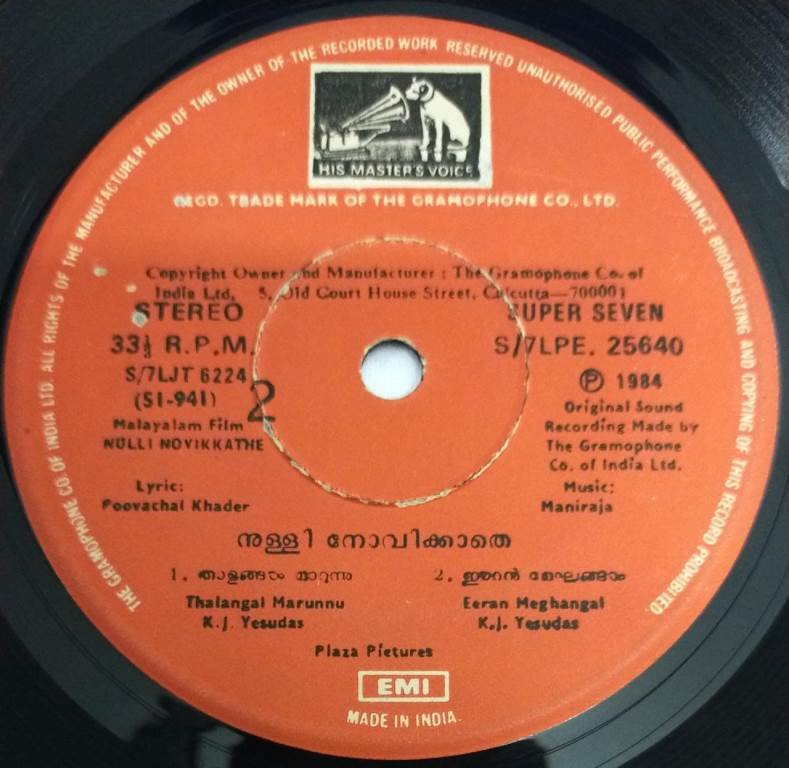 THE GRAMOPHONE CO. OF INDIA LTD. ALL RIGHTS OF THE MANUFACTURER AND OF THE OWNER OF THE RECORDED WORK RESERVED UNAUTHORISED PUBLIC PERFORMANCE BROADCASTING AND COPYING OF THIS RECORD PROHIBITED.
HIS MASTER'S VOICE
REGD. TRADE MARK OF THE GRAMOPHONE CO., LTD.
Copyright Owner and Manufacturer : The Gramophone Co. of
India Ltd, 5, Old Court House Street, Calcutta—700001
STEREO
33⅓ R.P.M.
S/7LJT 6224
(SI-941)
2
Malayalam Film
NULLI NOVIKKATHE
Lyric:
Poovachal Khader
SUPER SEVEN
S/7LPE. 25640
Ⓟ 1984
Original Sound
Recording Made by
The Gramophone
Co. of India Ltd.
Music:
Maniraja
നുള്ളി നോവിക്കാതെ
1. താളങ്ങൾ മാറുന്നു
Thalangal Marunnu
K.J. Yesudas
2. ഈറൻ മേഘങ്ങൾ
Eeran Meghangal
K.J. Yesudas
Plaza Pictures
EMI
MADE IN INDIA.